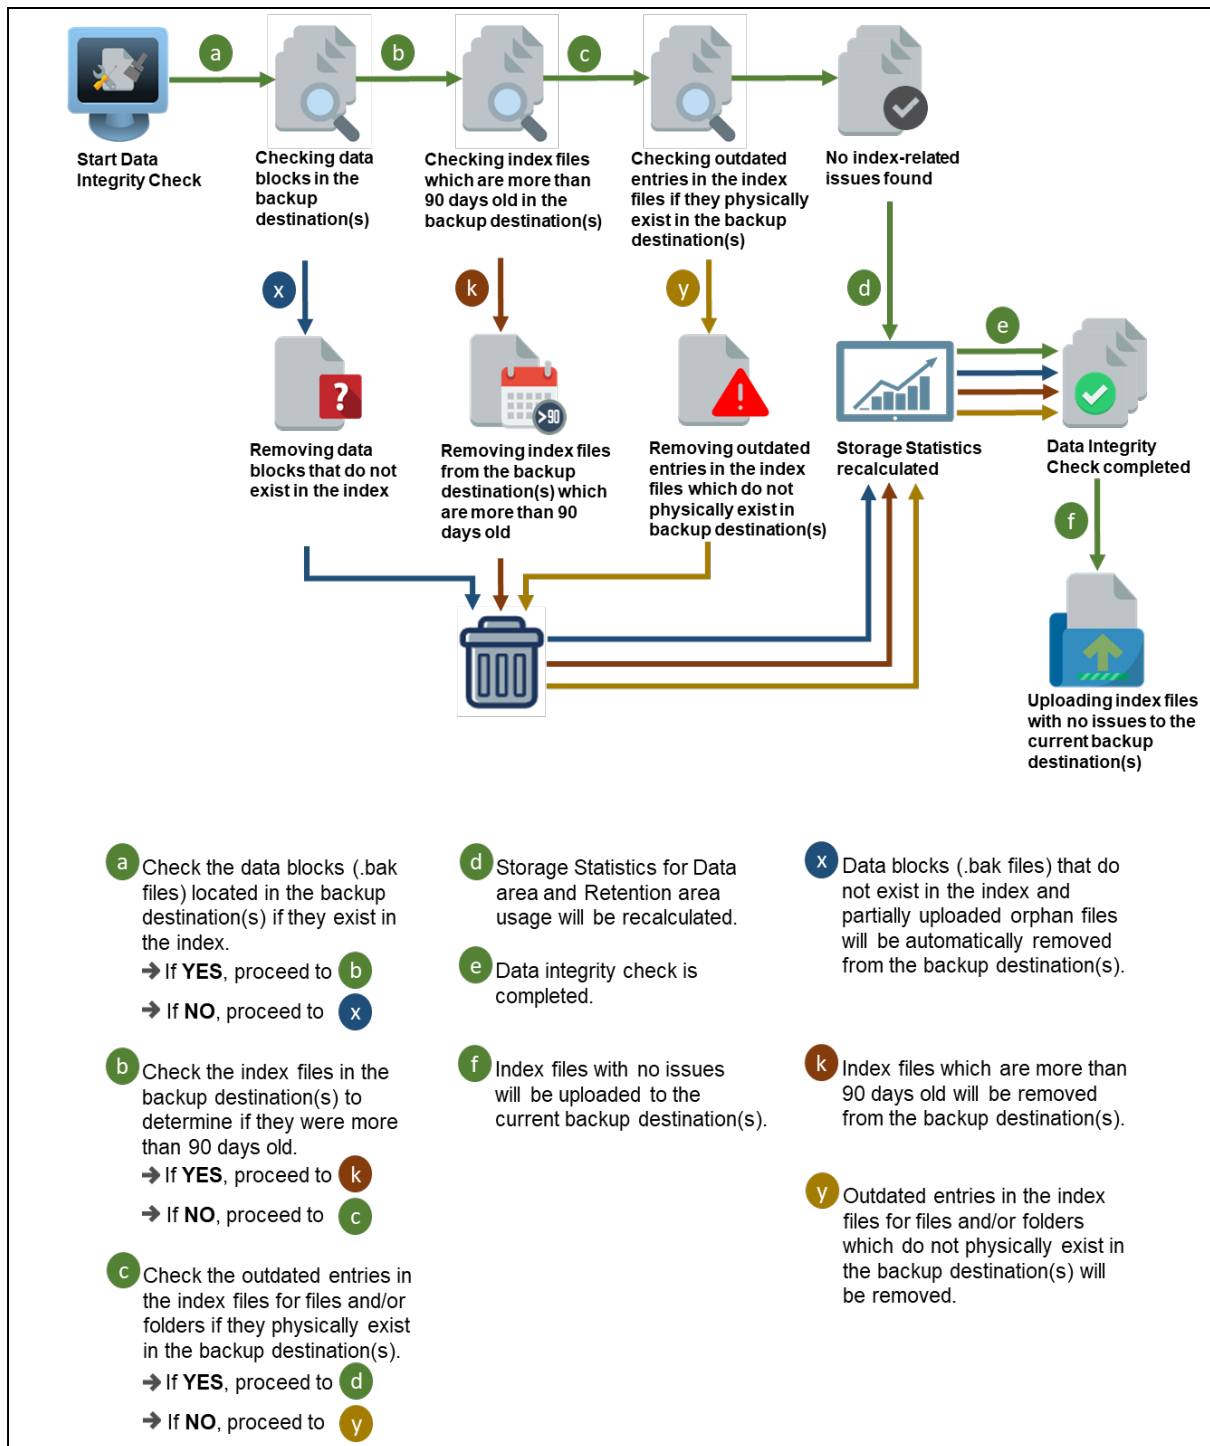 a
b
c
Start Data
Integrity Check
Checking data
blocks in the
backup
destination(s)
Checking index files
which are more than
90 days old in the
backup destination(s)
Checking outdated
entries in the index
files if they physically
exist in the backup
destination(s)
No index-related
issues found
x
k
y
d
e
?
>90
!
Removing data
blocks that do not
exist in the index
Removing index files
from the backup
destination(s) which
are more than 90
days old
Removing outdated
entries in the index
files which do not
physically exist in
backup destination(s)
Storage Statistics
recalculated
Data Integrity
Check completed
f
Uploading index files
with no issues to the
current backup
destination(s)
a Check the data blocks (.bak
files) located in the backup
destination(s) if they exist in
the index.
➔ If YES, proceed to b
➔ If NO, proceed to x
b Check the index files in the
backup destination(s) to
determine if they were more
than 90 days old.
➔ If YES, proceed to k
➔ If NO, proceed to c
c Check the outdated entries in
the index files for files and/or
folders if they physically exist
in the backup destination(s).
➔ If YES, proceed to d
➔ If NO, proceed to y
d Storage Statistics for Data
area and Retention area
usage will be recalculated.
e Data integrity check is
completed.
f Index files with no issues
will be uploaded to the
current backup destination(s).
x Data blocks (.bak files) that do
not exist in the index and
partially uploaded orphan files
will be automatically removed
from the backup destination(s).
k Index files which are more than
90 days old will be removed
from the backup destination(s).
y Outdated entries in the index
files for files and/or folders
which do not physically exist in
the backup destination(s) will
be removed.